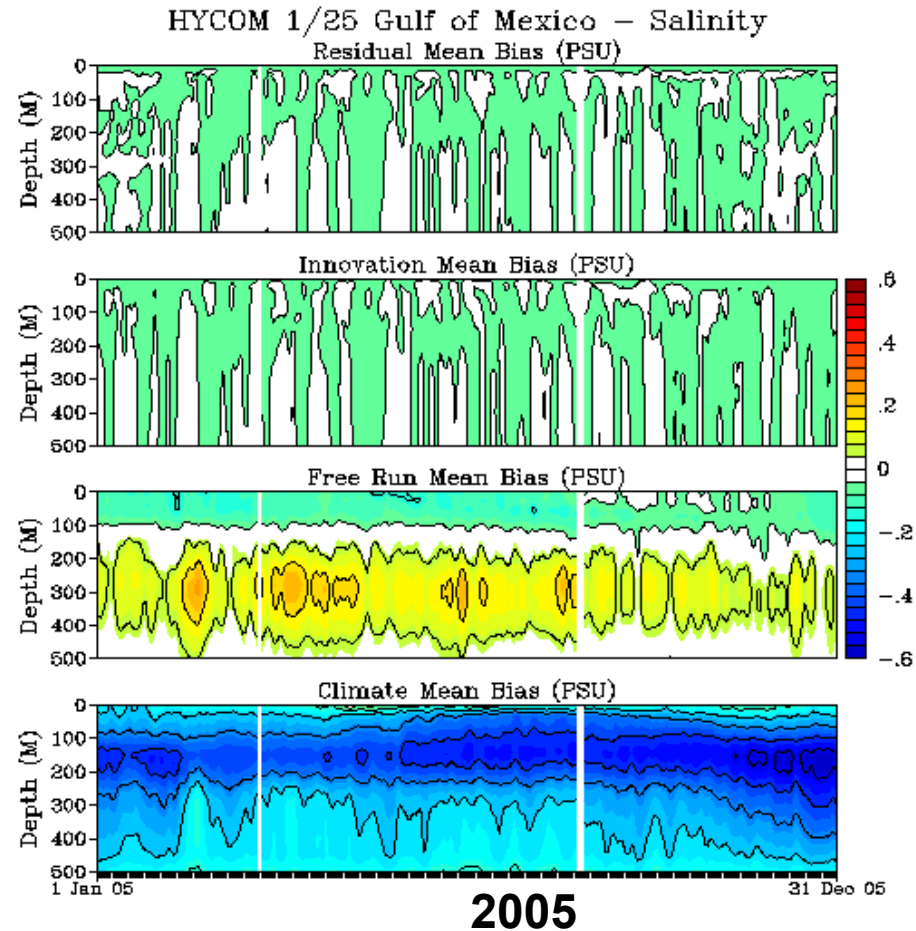 HYCOM 1/25 Gulf of Mexico – Salinity
Residual Mean Bias (PSU)
0
100
200
300
400
500
Depth (M)
Innovation Mean Bias (PSU)
0
100
200
300
400
500
Depth (M)
.6
.4
.2
0
-.2
-.4
-.6
Free Run Mean Bias (PSU)
0
100
200
300
400
500
Depth (M)
Climate Mean Bias (PSU)
0
100
200
300
400
500
Depth (M)
1 Jan 05
31 Dec 05
2005